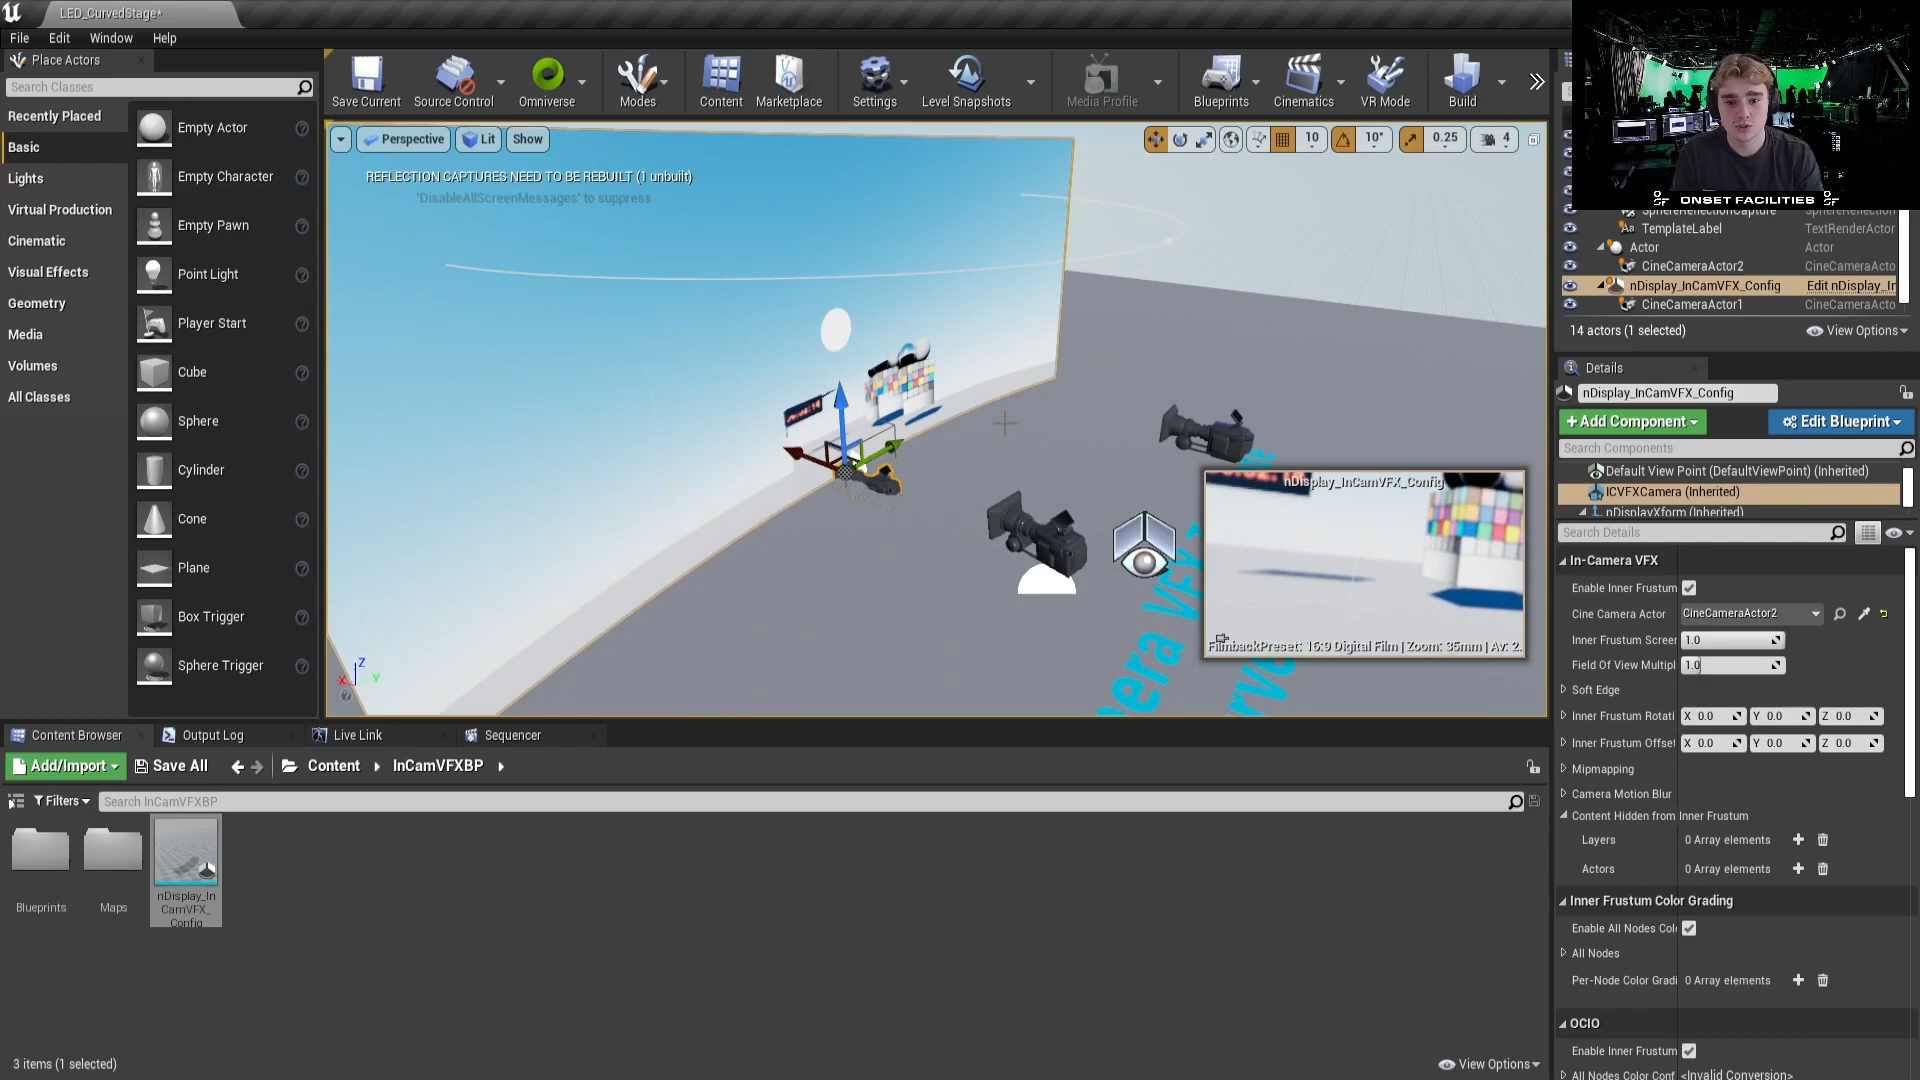 LED_CurvedStage*
File Edit Window Help
Place Actors
Search Classes
Recently Placed
Basic
Lights
Virtual Production
Cinematic
Visual Effects
Geometry
Media
Volumes
All Classes
Empty Actor
Empty Character
Empty Pawn
Point Light
Player Start
Cube
Sphere
Cylinder
Cone
Plane
Box Trigger
Sphere Trigger
Save Current Source Control Omniverse Modes Content Marketplace Settings Level Snapshots Media Profile Blueprints Cinematics VR Mode Build
Perspective Lit Show
10 10° 0.25 4
REFLECTION CAPTURES NEED TO BE REBUILT (1 unbuilt)
'DisableAllScreenMessages' to suppress
nDisplay_InCamVFX_Config
FilmbackPreset: 16:9 Digital Film | Zoom: 35mm | Av: 2.
Z
X Y
ONSET FACILITIES
SphereReflectionCapture SphereReflection
TemplateLabel TextRenderActor
Actor Actor
CineCameraActor2 CineCameraActo
nDisplay_InCamVFX_Config Edit nDisplay_In
CineCameraActor1 CineCameraActo
14 actors (1 selected) View Options
Details
nDisplay_InCamVFX_Config
+Add Component Edit Blueprint
Search Components
Default View Point (DefaultViewPoint) (Inherited)
ICVFXCamera (Inherited)
nDisplayXform (Inherited)
Search Details
In-Camera VFX
Enable Inner Frustum
Cine Camera Actor CineCameraActor2
Inner Frustum Screen 1.0
Field Of View Multipl 1.0
Soft Edge
Inner Frustum Rotati X 0.0 Y 0.0 Z 0.0
Inner Frustum Offset X 0.0 Y 0.0 Z 0.0
Mipmapping
Camera Motion Blur
Content Hidden from Inner Frustum
Layers 0 Array elements
Actors 0 Array elements
Inner Frustum Color Grading
Enable All Nodes Col
All Nodes
Per-Node Color Gradi 0 Array elements
OCIO
Enable Inner Frustum
All Nodes Color Conf <Invalid Conversion>
Content Browser Output Log Live Link Sequencer
Add/Import Save All Content InCamVFXBP
Filters Search InCamVFXBP
Blueprints
Maps
nDisplay_In
CamVFX_
Config
3 items (1 selected) View Options